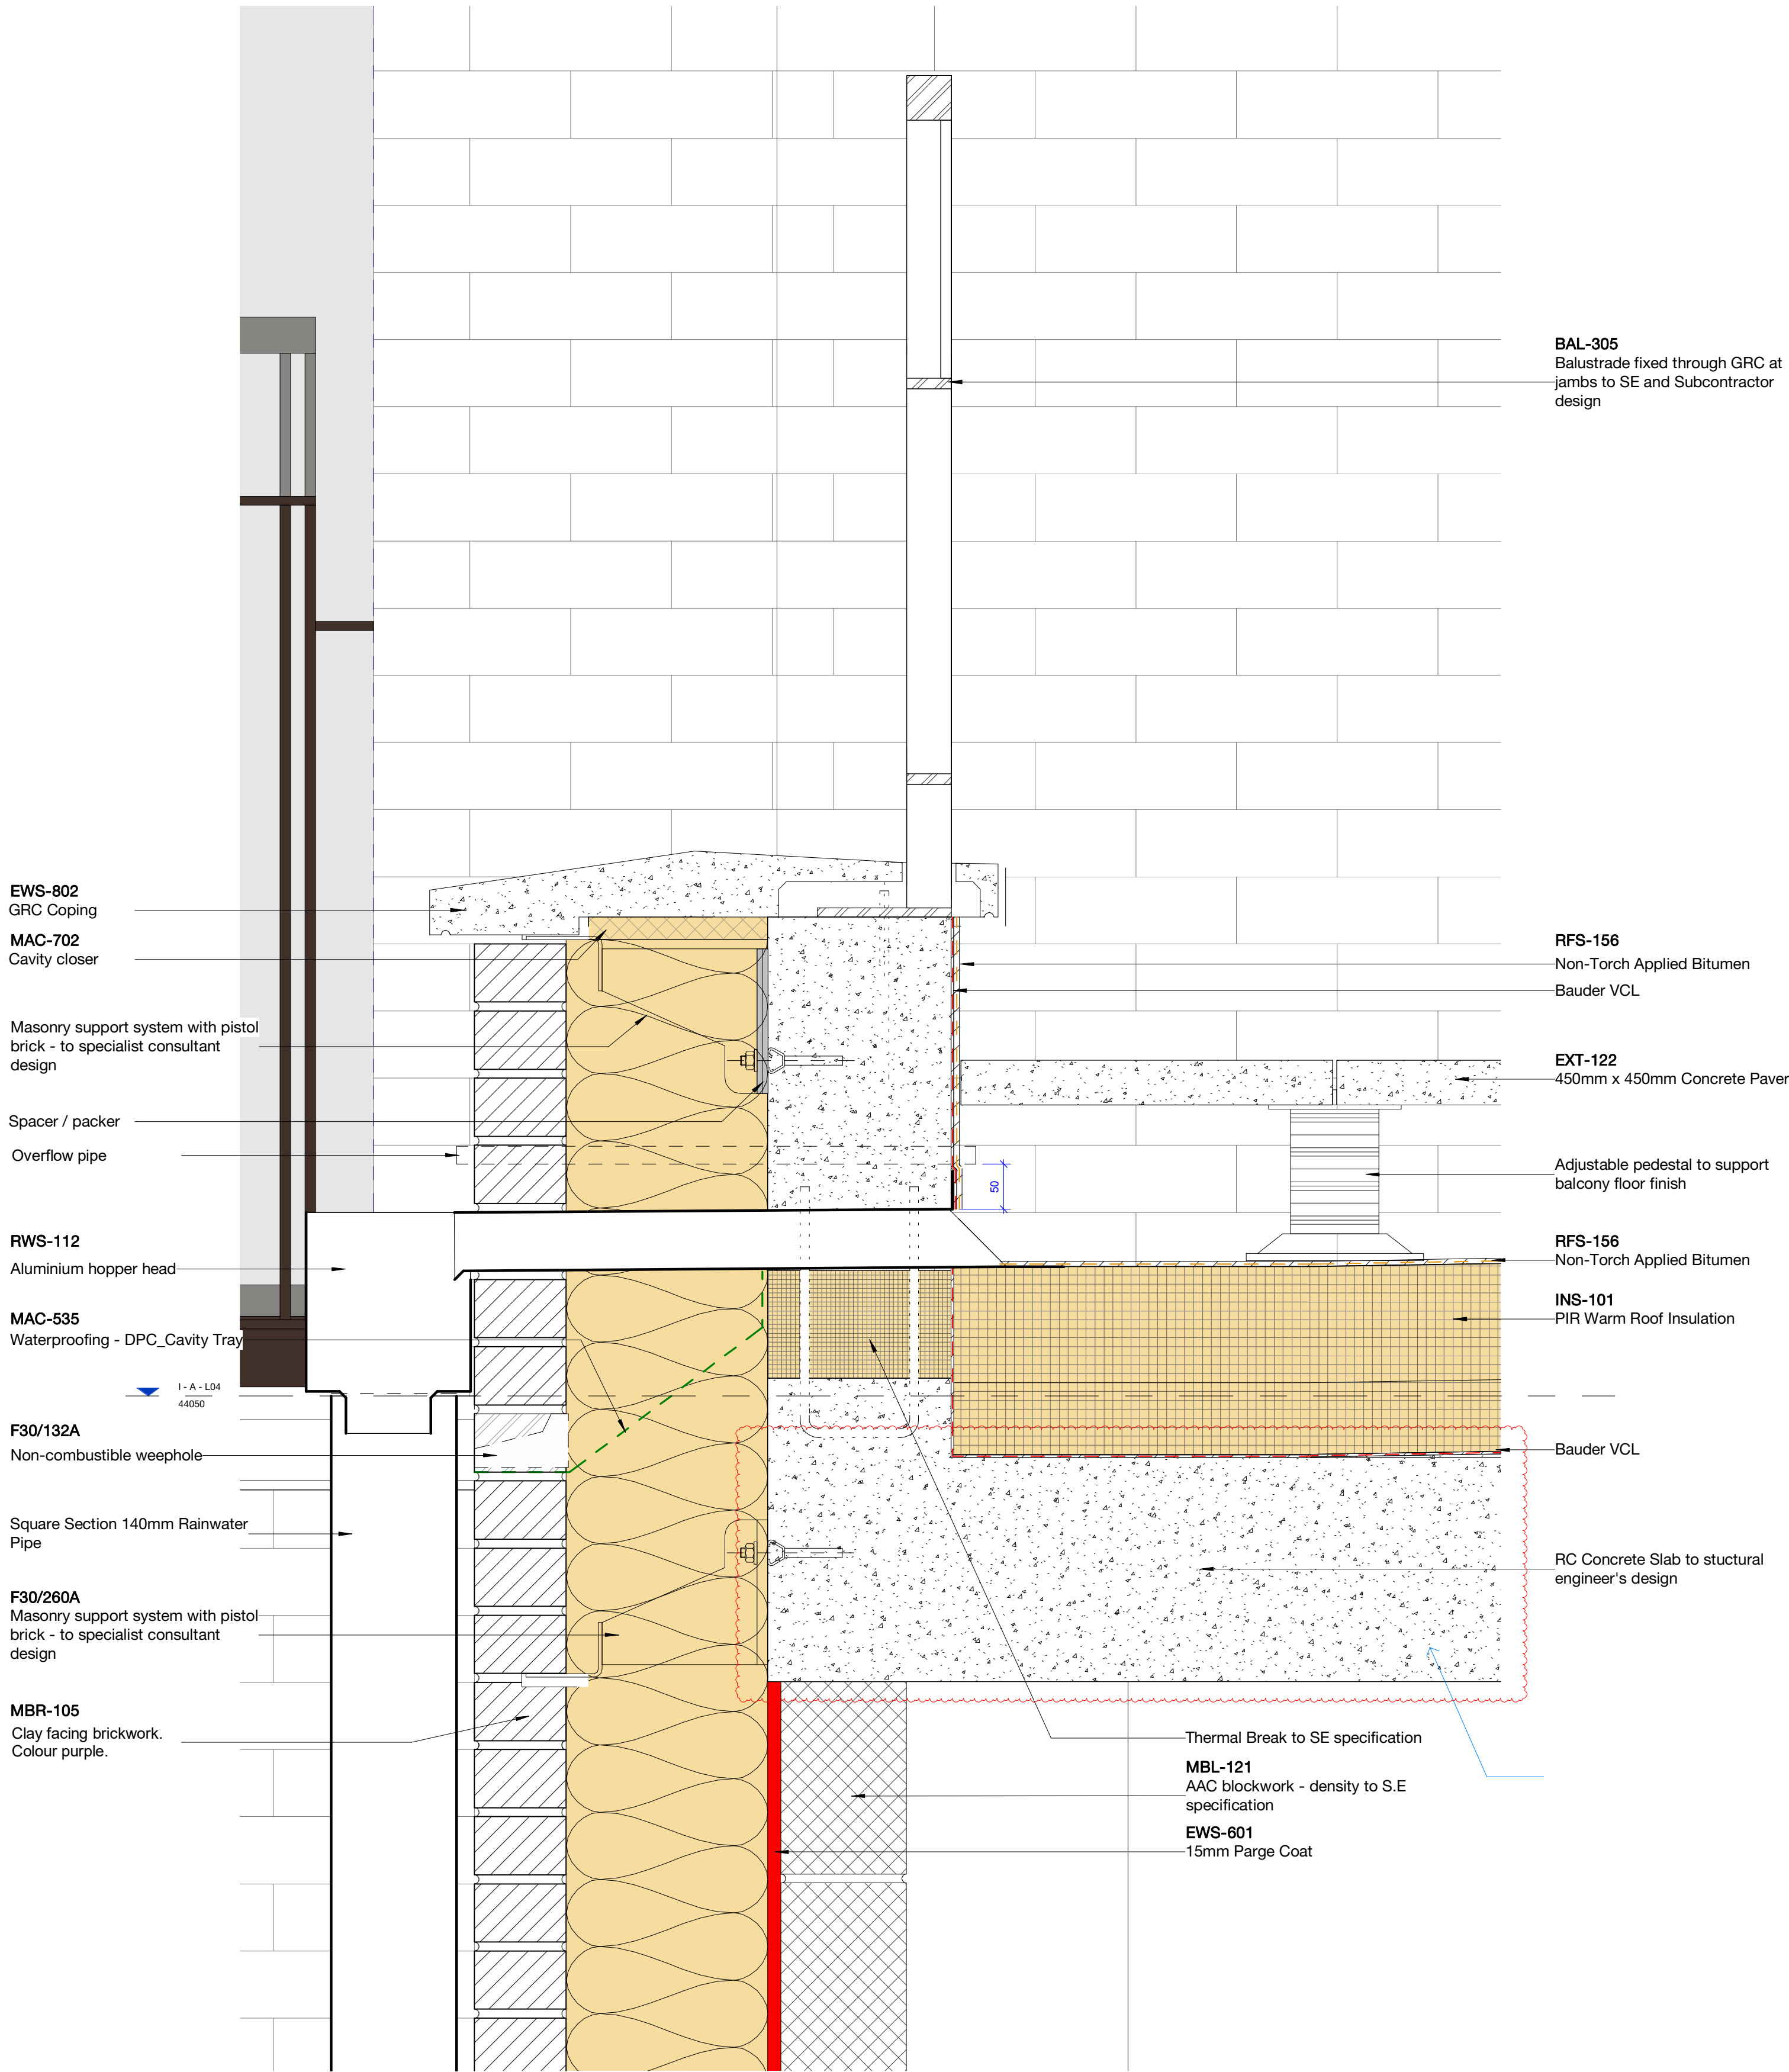 EWS-802
GRC Coping
MAC-702
Cavity closer
Masonry support system with pistol
brick - to specialist consultant
design
Spacer / packer
Overflow pipe
RWS-112
Aluminium hopper head
MAC-535
Waterproofing - DPC_Cavity Tray
I - A - L04
44050
F30/132A
Non-combustible weephole
Square Section 140mm Rainwater
Pipe
F30/260A
Masonry support system with pistol
brick - to specialist consultant
design
MBR-105
Clay facing brickwork.
Colour purple.
50
BAL-305
Balustrade fixed through GRC at
jambs to SE and Subcontractor
design
RFS-156
Non-Torch Applied Bitumen
Bauder VCL
EXT-122
450mm x 450mm Concrete Paver
Adjustable pedestal to support
balcony floor finish
RFS-156
Non-Torch Applied Bitumen
INS-101
PIR Warm Roof Insulation
Bauder VCL
RC Concrete Slab to stuctural
engineer's design
Thermal Break to SE specification
MBL-121
AAC blockwork - density to S.E
specification
EWS-601
15mm Parge Coat